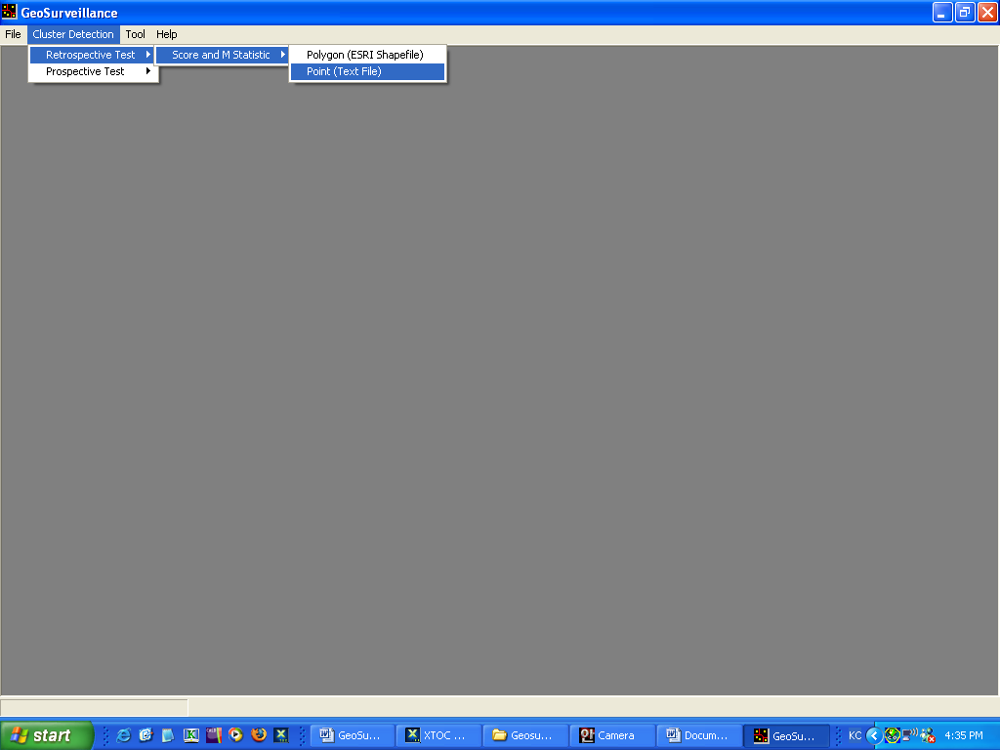 GeoSurveillance
File Cluster Detection Tool Help
Retrospective Test Score and M Statistic Polygon (ESRI Shapefile)
Prospective Test Point (Text File)
start GeoSu... XTOC ... Geosu... Camera Docum... GeoSu... KC 4:35 PM